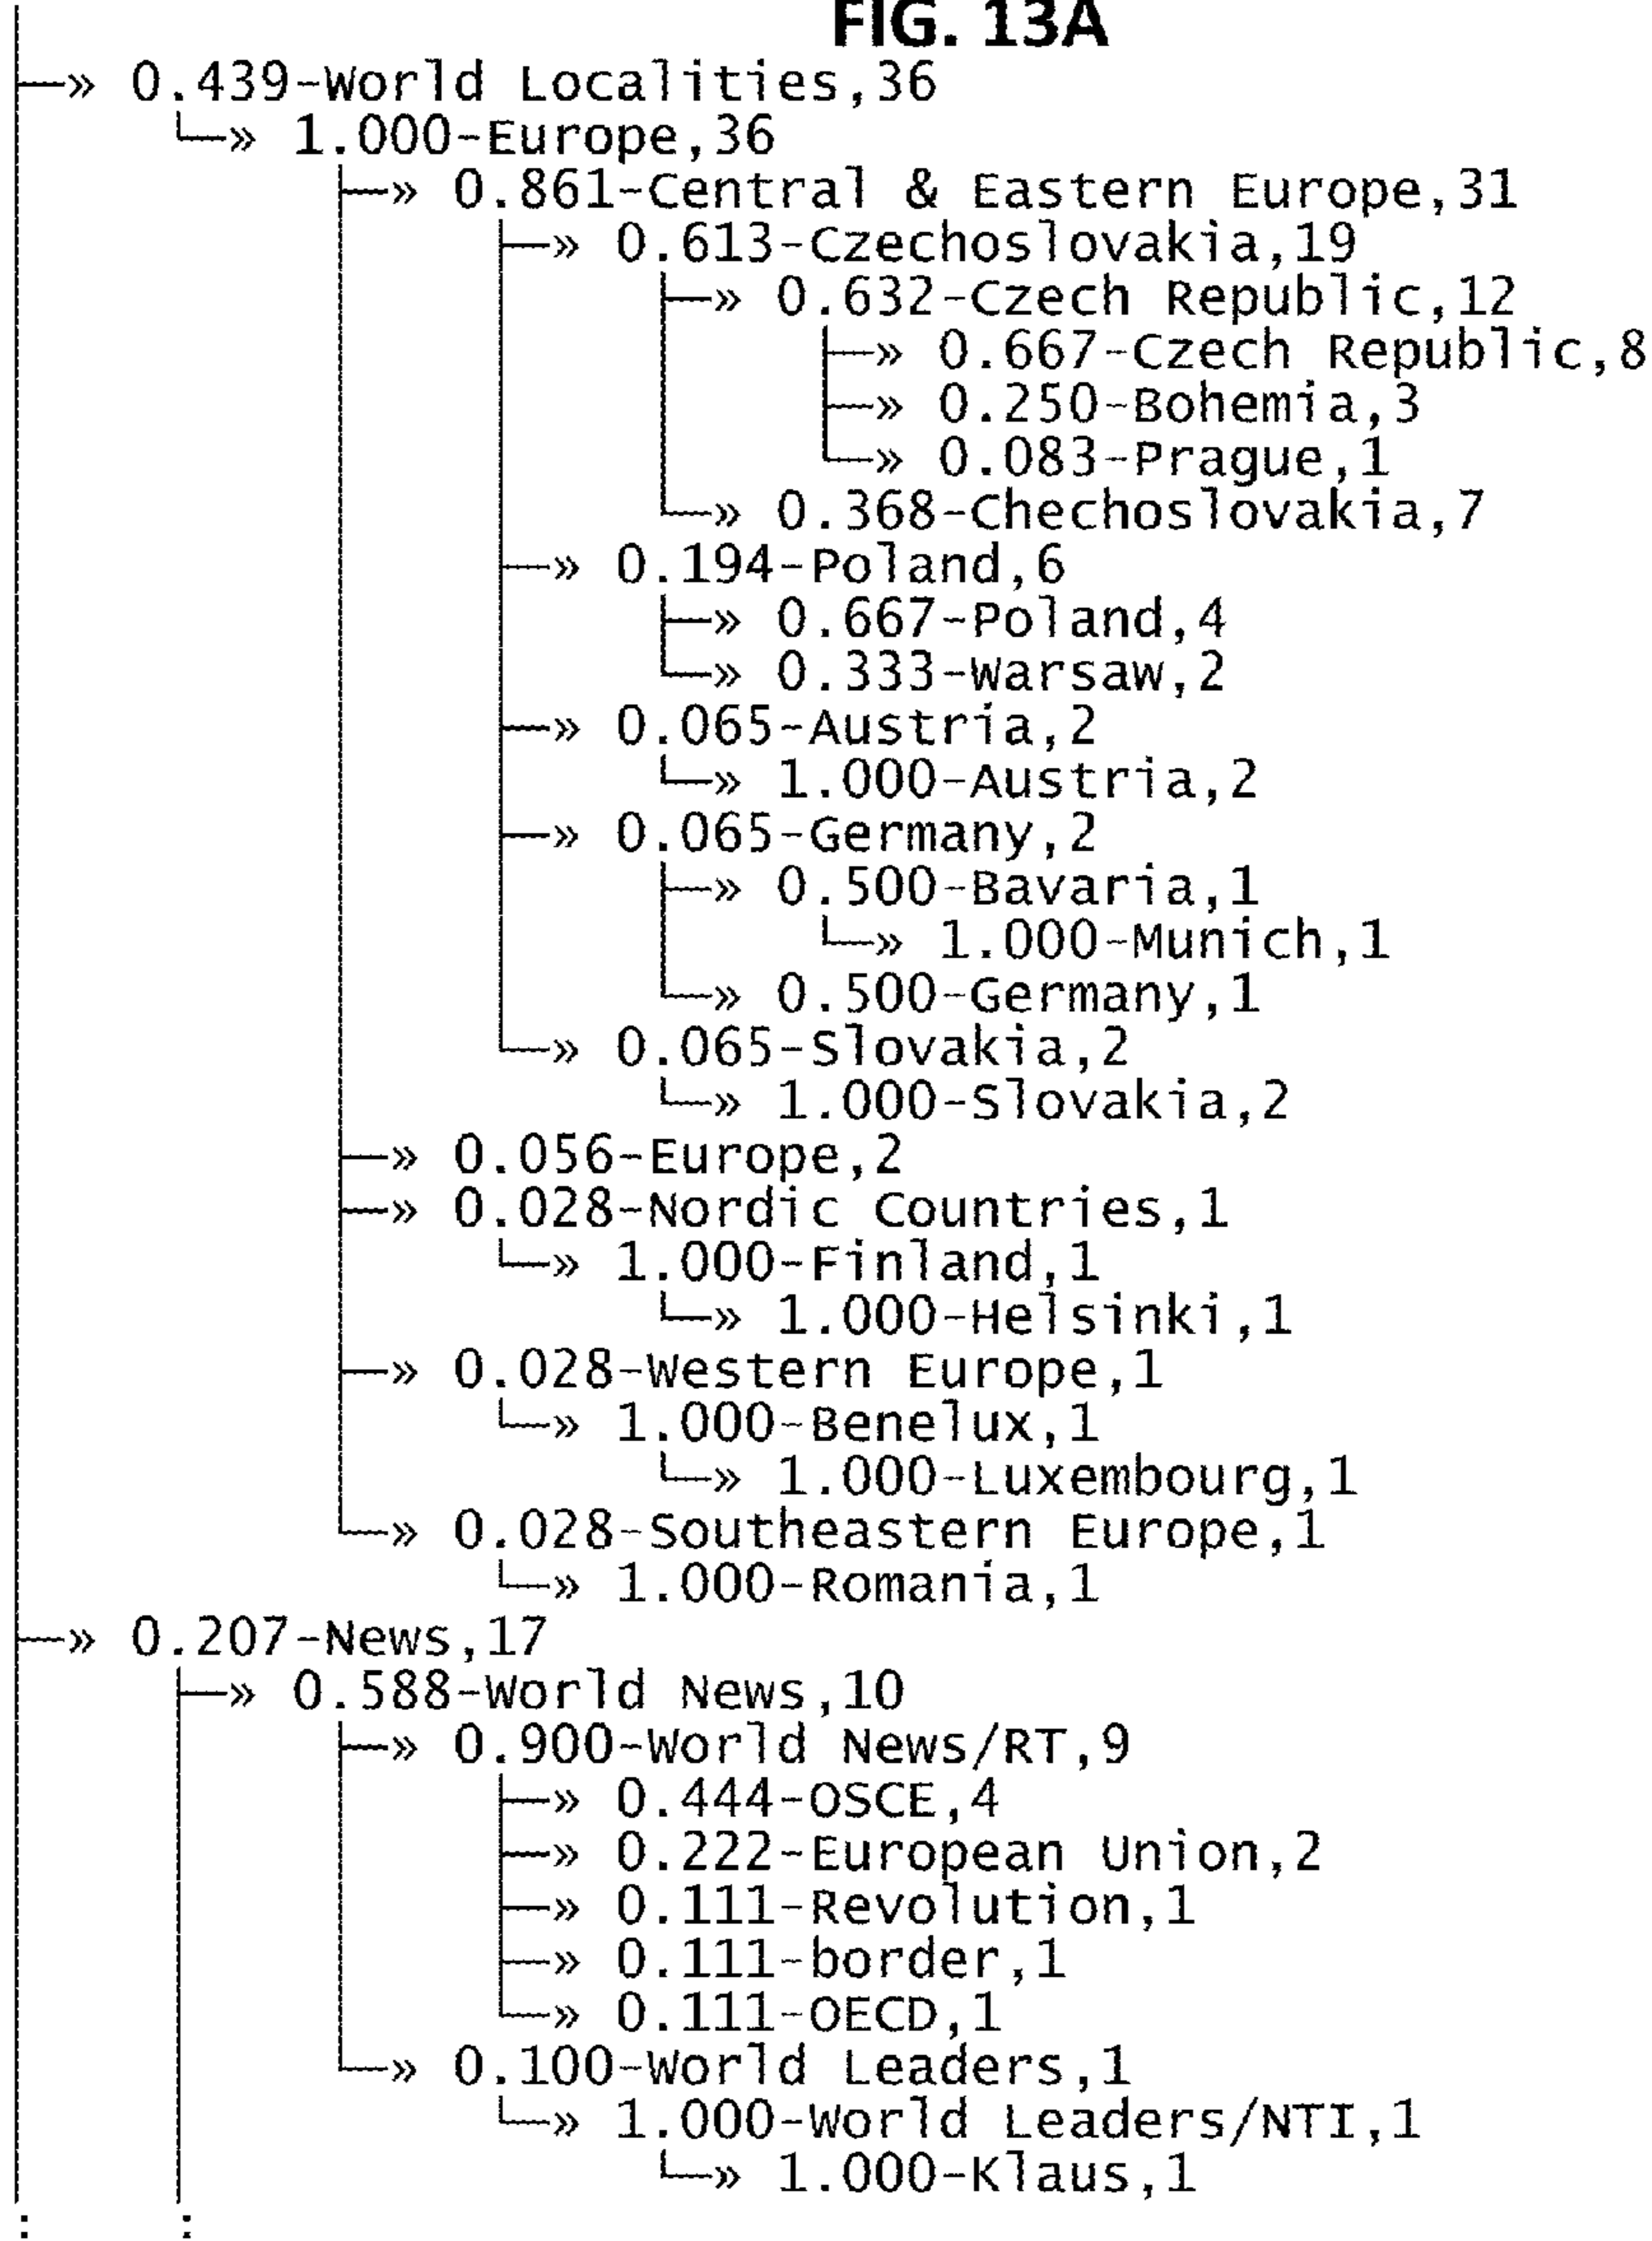 FIG. 13A
» 0.439-World Localities,36
» 1.000-Europe,36
» 0.861-Central & Eastern Europe,31
» 0.613-Czechoslovakia,19
» 0.632-Czech Republic,12
» 0.667-Czech Republic,8
» 0.250-Bohemia,3
» 0.083-Prague,1
» 0.368-Chechoslovakia,7
» 0.194-Poland,6
» 0.667-Poland,4
» 0.333-Warsaw,2
» 0.065-Austria,2
» 1.000-Austria,2
» 0.065-Germany,2
» 0.500-Bavaria,1
» 1.000-Munich,1
» 0.500-Germany,1
» 0.065-Slovakia,2
» 1.000-Slovakia,2
» 0.056-Europe,2
» 0.028-Nordic Countries,1
» 1.000-Finland,1
» 1.000-Helsinki,1
» 0.028-Western Europe,1
» 1.000-Benelux,1
» 1.000-Luxembourg,1
» 0.028-Southeastern Europe,1
» 1.000-Romania,1
» 0.207-News,17
» 0.588-World News,10
» 0.900-World News/RT,9
» 0.444-OSCE,4
» 0.222-European Union,2
» 0.111-Revolution,1
» 0.111-border,1
» 0.111-OECD,1
» 0.100-World Leaders,1
» 1.000-World Leaders/NTI,1
» 1.000-Klaus,1
: :